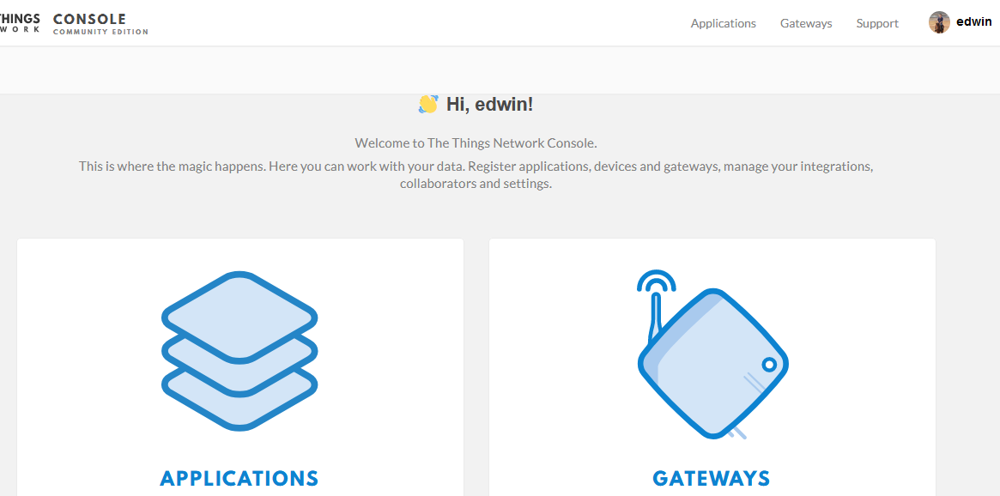 THINGS CONSOLE
WORK COMMUNITY EDITION
Applications Gateways Support edwin
Hi, edwin!
Welcome to The Things Network Console.
This is where the magic happens. Here you can work with your data. Register applications, devices and gateways, manage your integrations,
collaborators and settings.
APPLICATIONS GATEWAYS